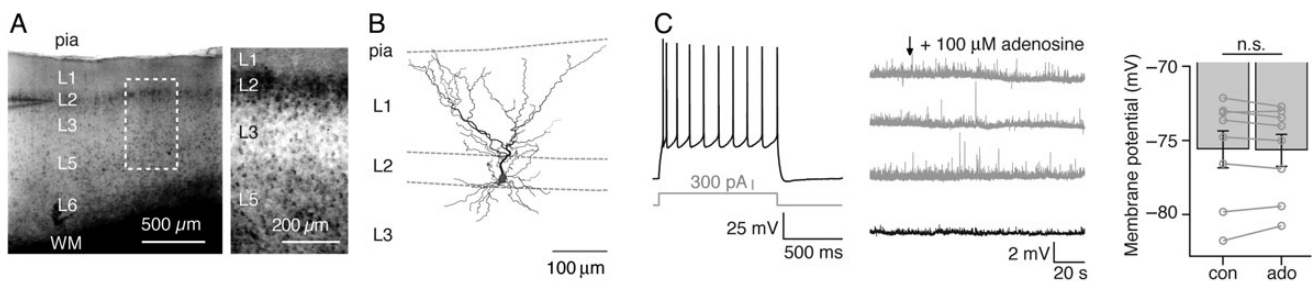 A
pia
L1
L2
L3
L5
L6
WM
500 µm
L1
L2
L3
L5
200 µm
B
pia
L1
L2
L3
100 µm
C
300 pA
25 mV
500 ms
+ 100 µM adenosine
2 mV
20 s
n.s.
Membrane potential (mV)
−70
−75
−80
con
ado